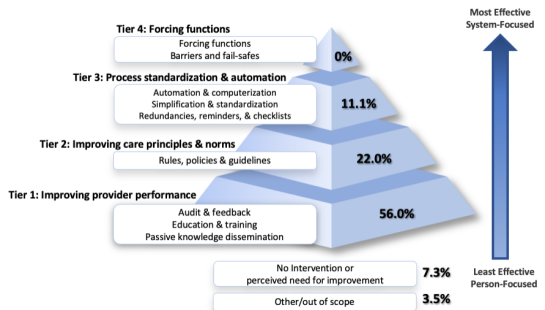 Most Effective
System-Focused
Tier 4: Forcing functions
Forcing functions
Barriers and fail-safes
0%
Tier 3: Process standardization & automation
Automation & computerization
Simplification & standardization
Redundancies, reminders, & checklists
11.1%
Tier 2: Improving care principles & norms
Rules, policies & guidelines
22.0%
Tier 1: Improving provider performance
Audit & feedback
Education & training
Passive knowledge dissemination
56.0%
No Intervention or
perceived need for improvement
7.3%
Other/out of scope
3.5%
Least Effective
Person-Focused